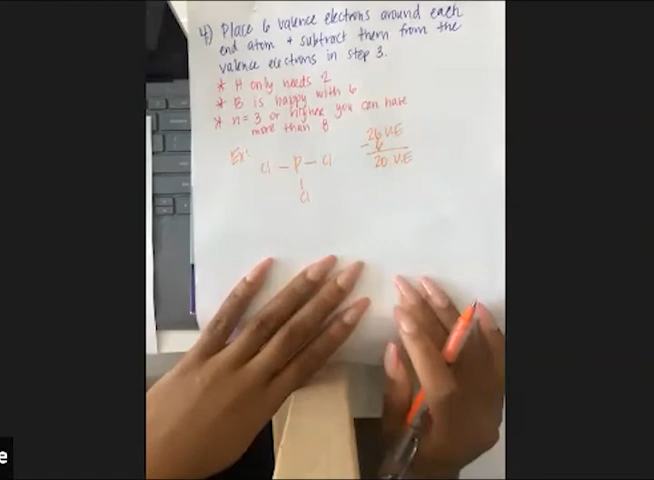 4) Place 6 valence electrons around each
end atom + subtract them from the
valence electrons in step 3.
* H only needs 2
* B is happy with 6
* n = 3 or higher you can have
more than 8
Ex:
Cl — P — Cl
|
Cl
26 V.E
- 6
20 V.E
e